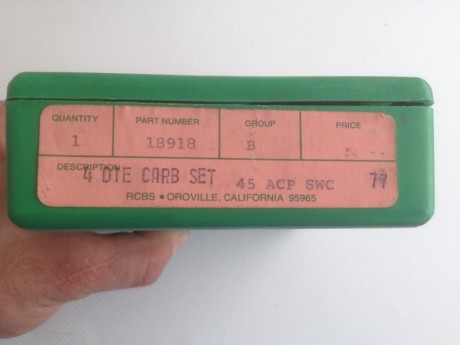 QUANTITY PART NUMBER GROUP PRICE
1 18918 B
DESCRIPTION
4 DIE CARB SET 45 ACP SWC 77
RCBS • OROVILLE, CALIFORNIA 95965